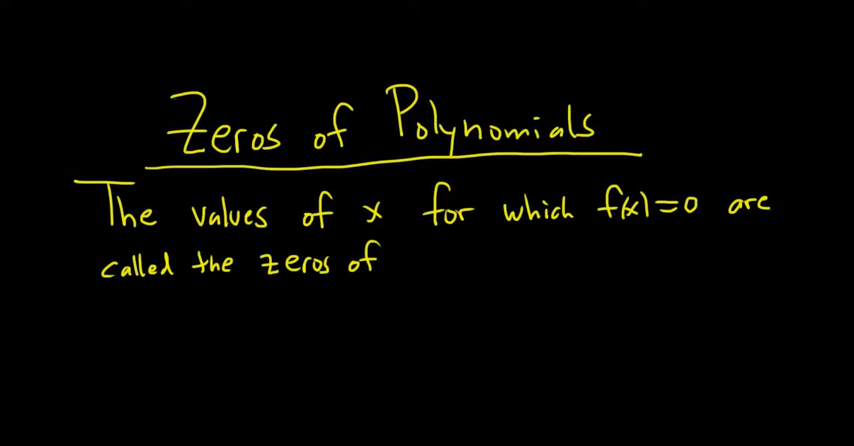 Zeros of Polynomials
The values of x for which f(x)=0 are
called the zeros of